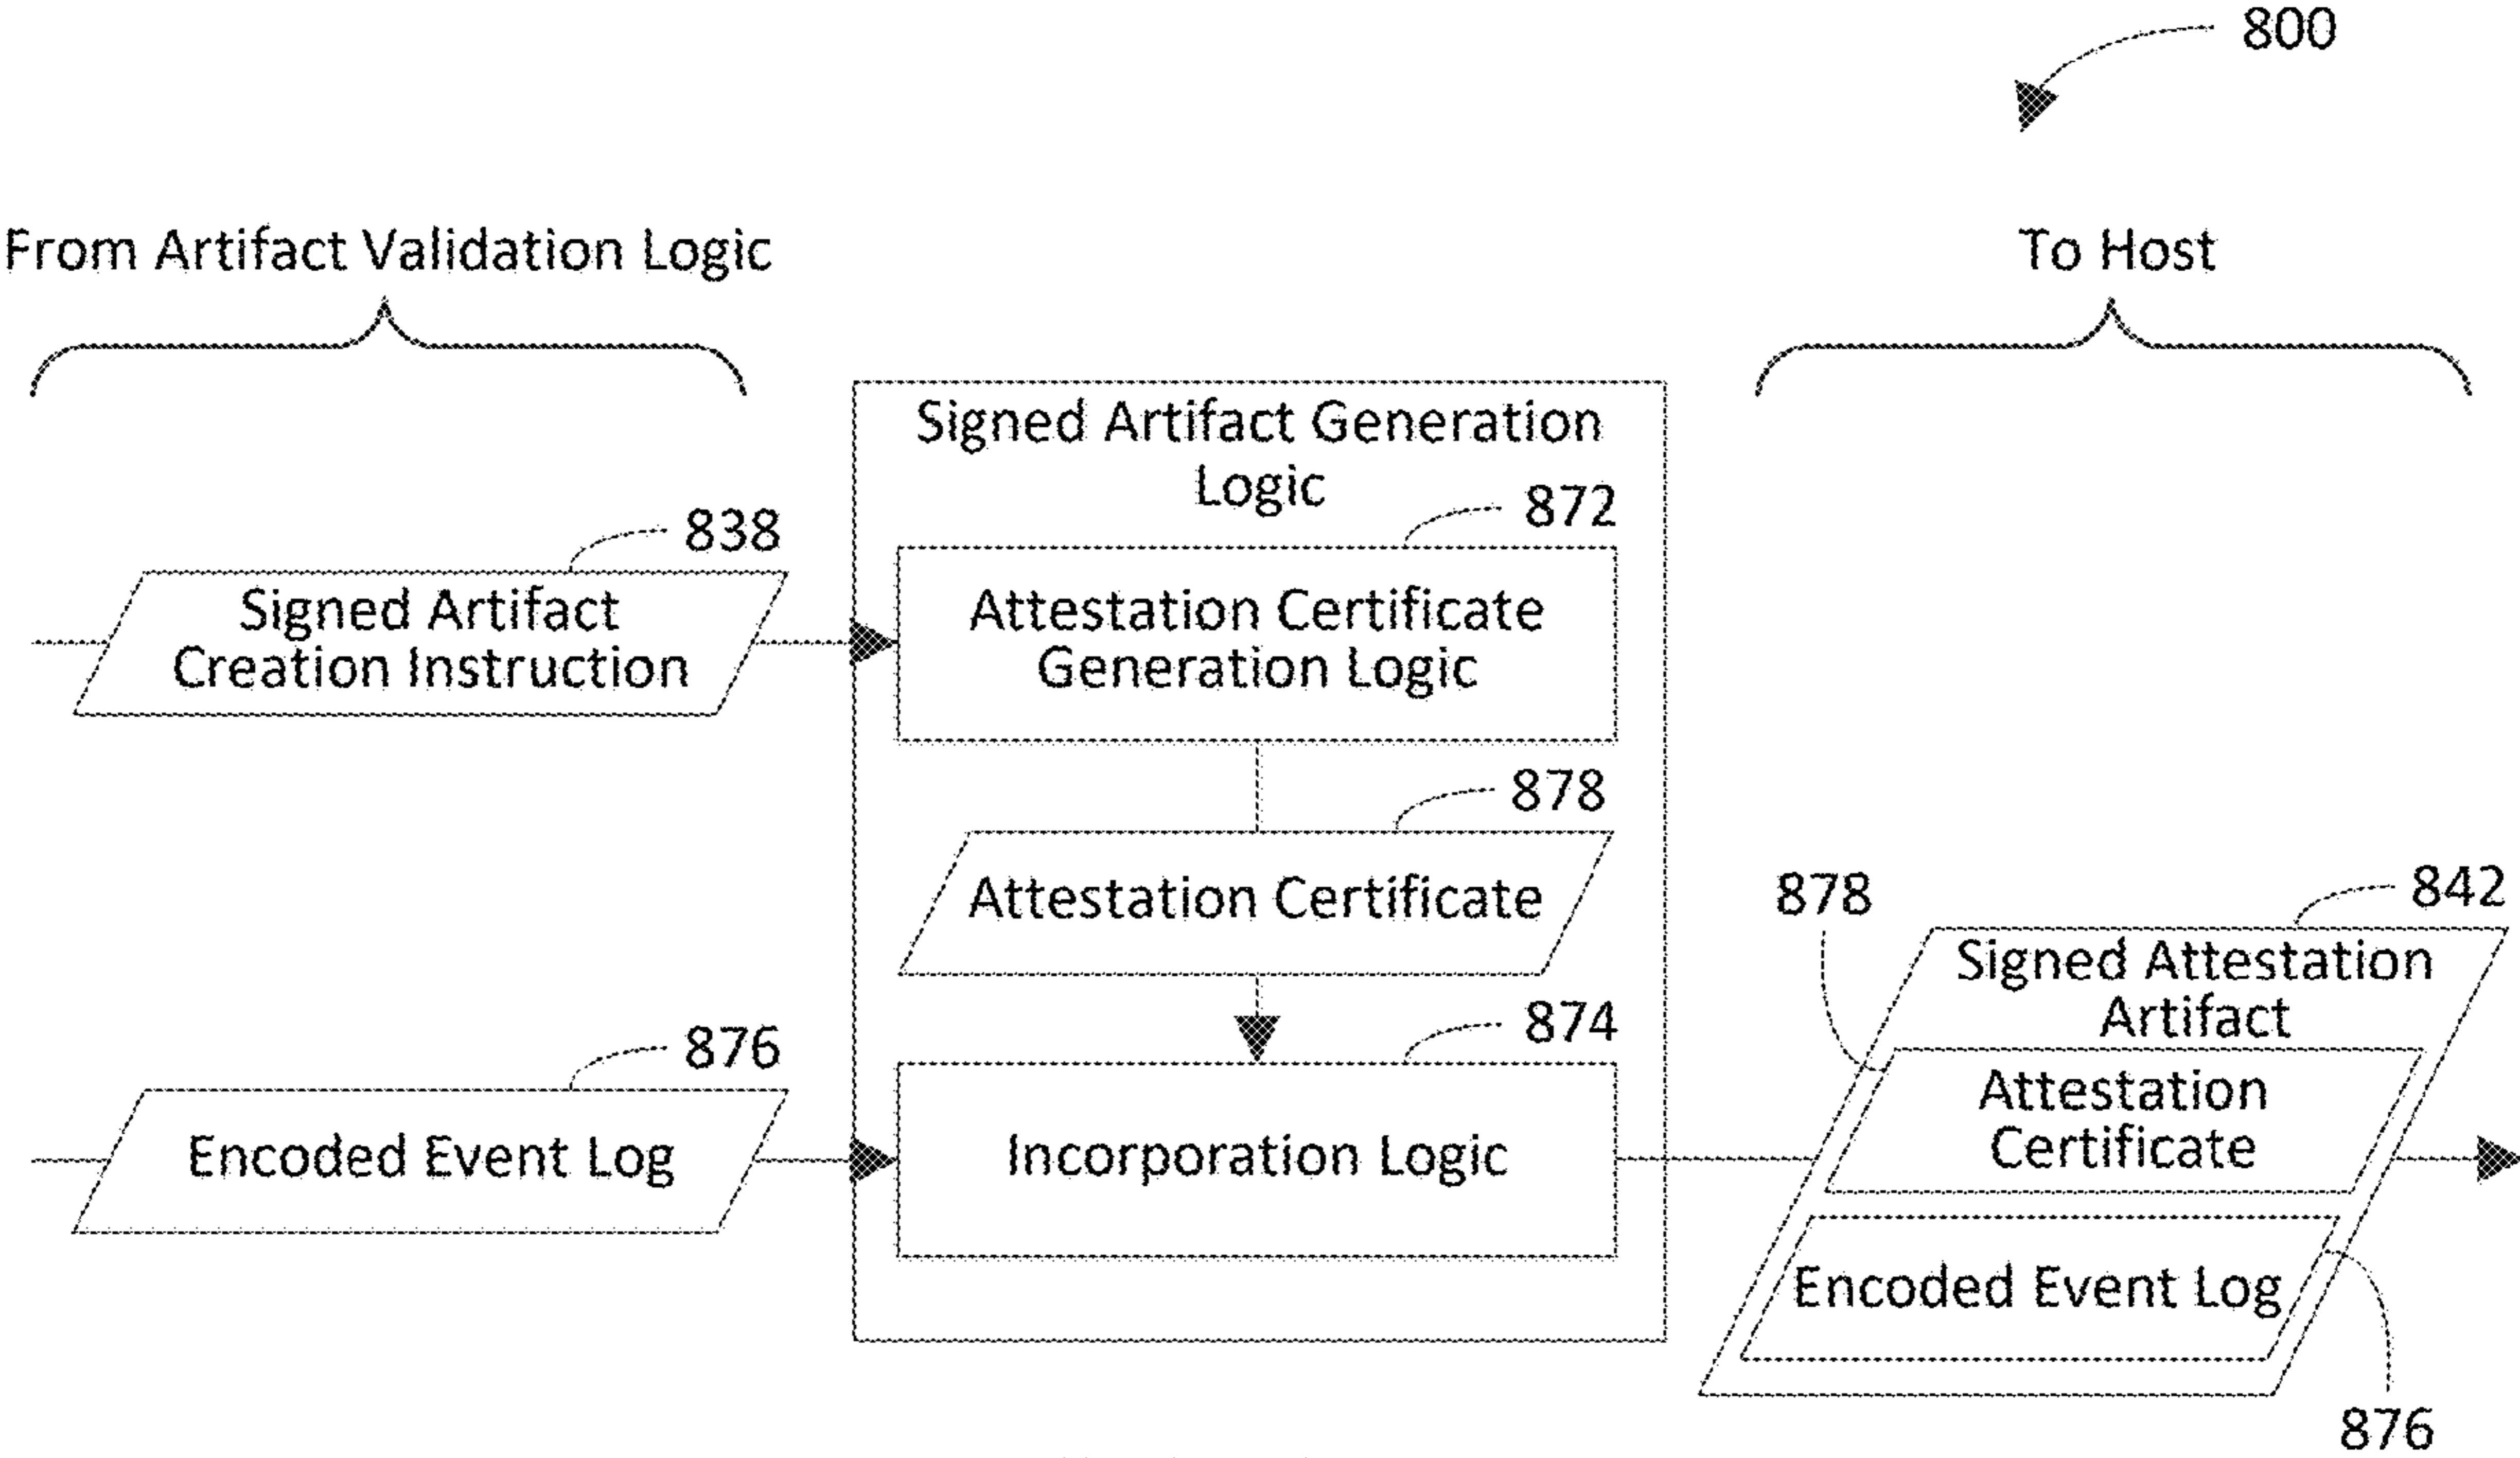 800
From Artifact Validation Logic
To Host
Signed Artifact Generation
Logic
872
838
Signed Artifact
Creation Instruction
Attestation Certificate
Generation Logic
878
Attestation Certificate
878
842
Signed Attestation
Artifact
874
876
Encoded Event Log
Incorporation Logic
Attestation
Certificate
Encoded Event Log
876